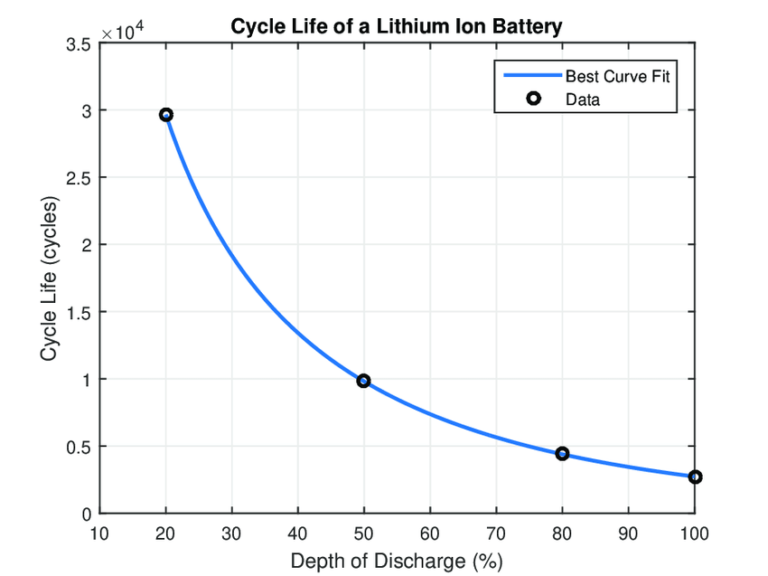 Cycle Life of a Lithium Ion Battery
×10⁴
3.5
3
2.5
2
1.5
1
0.5
0
Cycle Life (cycles)
Best Curve Fit
Data
10 20 30 40 50 60 70 80 90 100
Depth of Discharge (%)